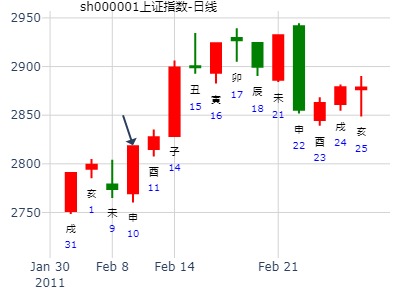 sh000001上证指数-日线
2950
2900
2850
2800
2750
戌
31
亥
1
未
9
申
10
酉
11
子
14
丑
15
寅
16
卯
17
辰
18
未
21
申
22
酉
23
戌
24
亥
25
Jan 30
2011
Feb 8
Feb 14
Feb 21